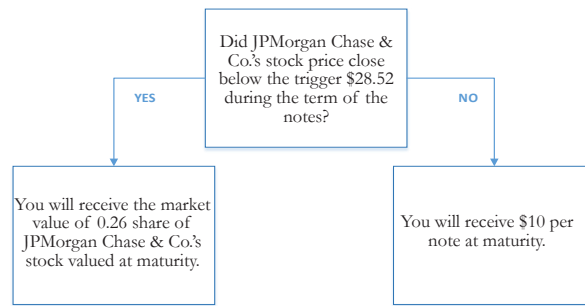 Did JPMorgan Chase &
Co.'s stock price close
below the trigger $28.52
during the term of the
notes?
YES
NO
You will receive the market
value of 0.26 share of
JPMorgan Chase & Co.'s
stock valued at maturity.
You will receive $10 per
note at maturity.